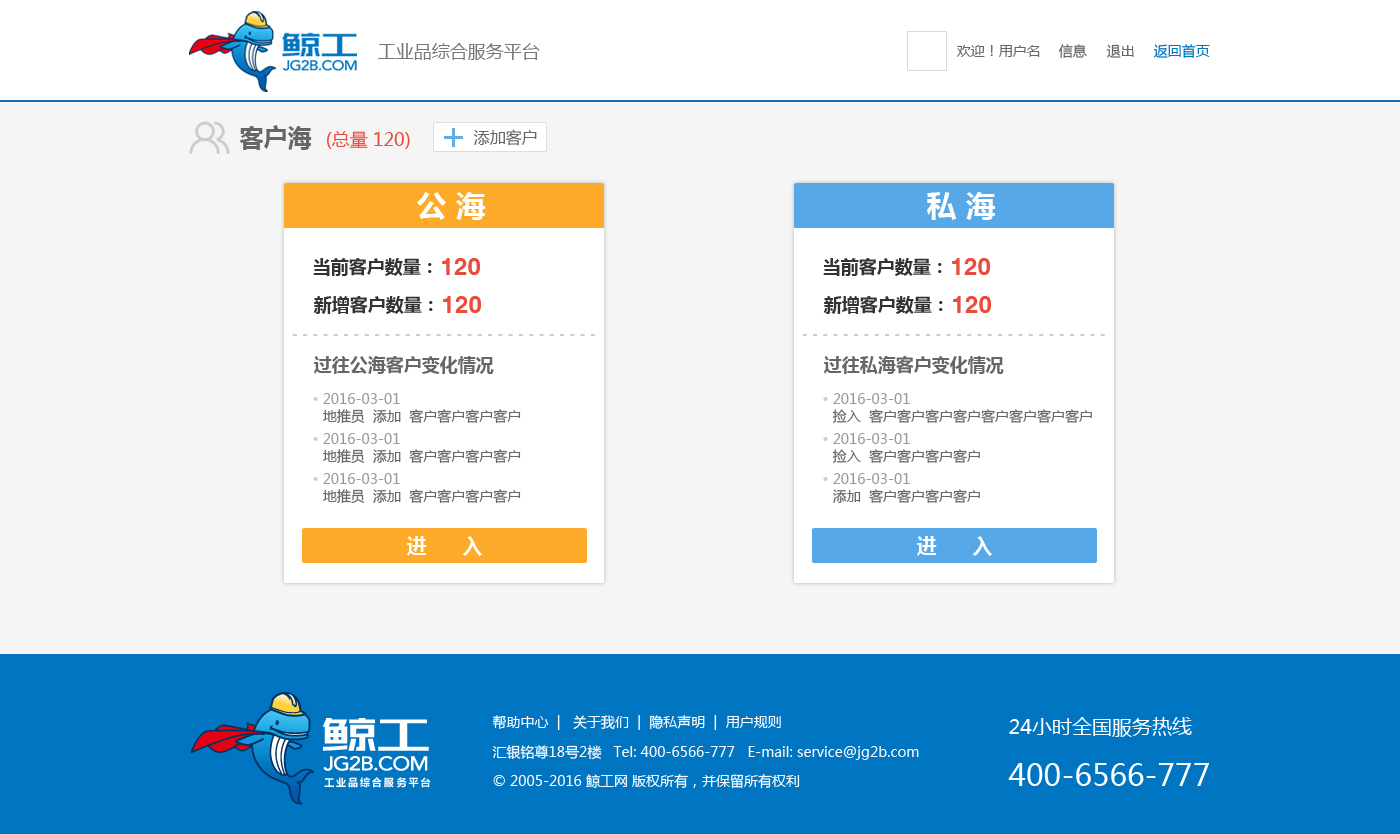 鲸工
JG2B.COM
工业品综合服务平台
欢迎！用户名 信息 退出 返回首页
客户海 (总量 120) 添加客户
公 海
当前客户数量：120
新增客户数量：120
过往公海客户变化情况
2016-03-01
地推员 添加 客户客户客户客户
2016-03-01
地推员 添加 客户客户客户客户
2016-03-01
地推员 添加 客户客户客户客户
进 入
私 海
当前客户数量：120
新增客户数量：120
过往私海客户变化情况
2016-03-01
捡入 客户客户客户客户客户客户客户客户
2016-03-01
捡入 客户客户客户客户
2016-03-01
添加 客户客户客户客户
进 入
鲸工
JG2B.COM
工业品综合服务平台
帮助中心 | 关于我们 | 隐私声明 | 用户规则
汇银铭尊18号2楼 Tel: 400-6566-777 E-mail: service@jg2b.com
© 2005-2016 鲸工网 版权所有，并保留所有权利
24小时全国服务热线
400-6566-777